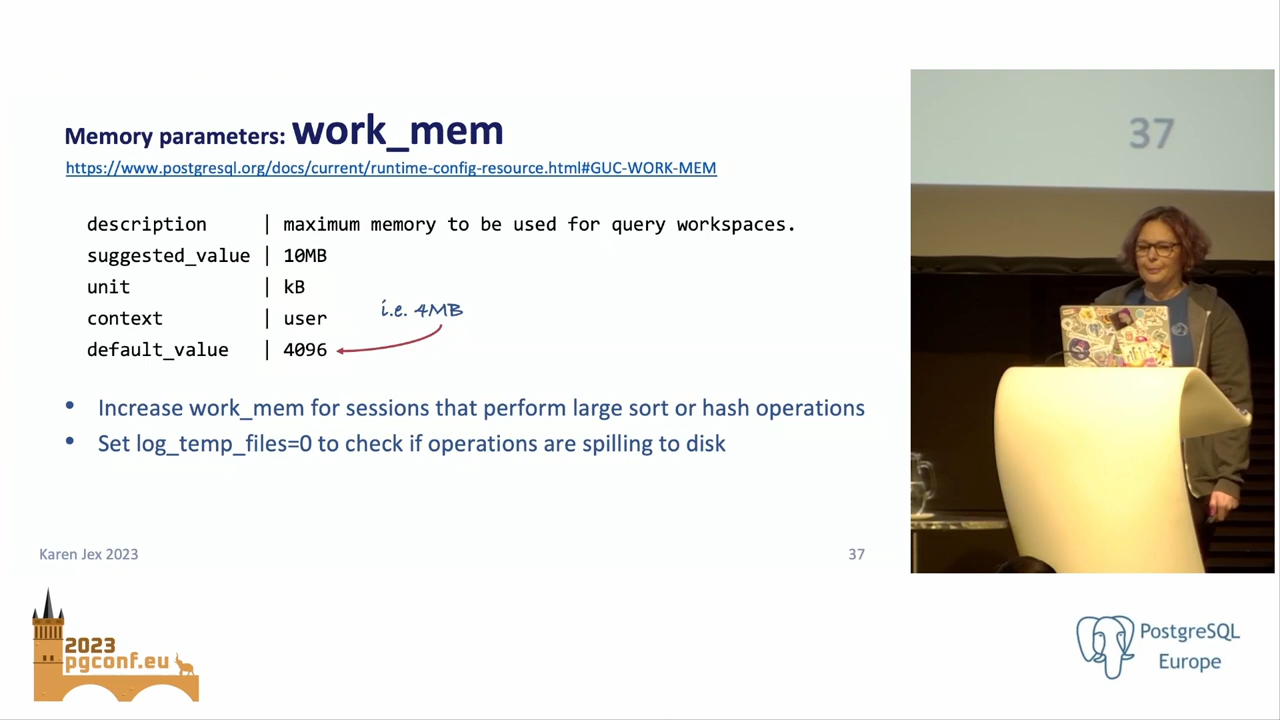 Memory parameters: work_mem
https://www.postgresql.org/docs/current/runtime-config-resource.html#GUC-WORK-MEM
description | maximum memory to be used for query workspaces.
suggested_value | 10MB
unit | kB
context | user
i.e. 4MB
default_value | 4096
• Increase work_mem for sessions that perform large sort or hash operations
• Set log_temp_files=0 to check if operations are spilling to disk
Karen Jex 2023
37
37
2023
pgconf.eu
PostgreSQL
Europe